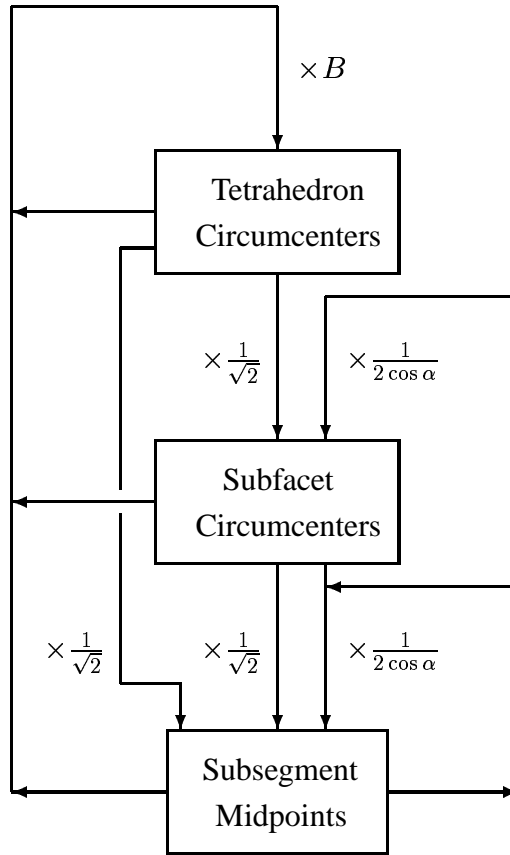 ×B
Tetrahedron
Circumcenters
×1/√2 ×1/(2 cos α)
Subfacet
Circumcenters
×1/√2 ×1/√2 ×1/(2 cos α)
Subsegment
Midpoints